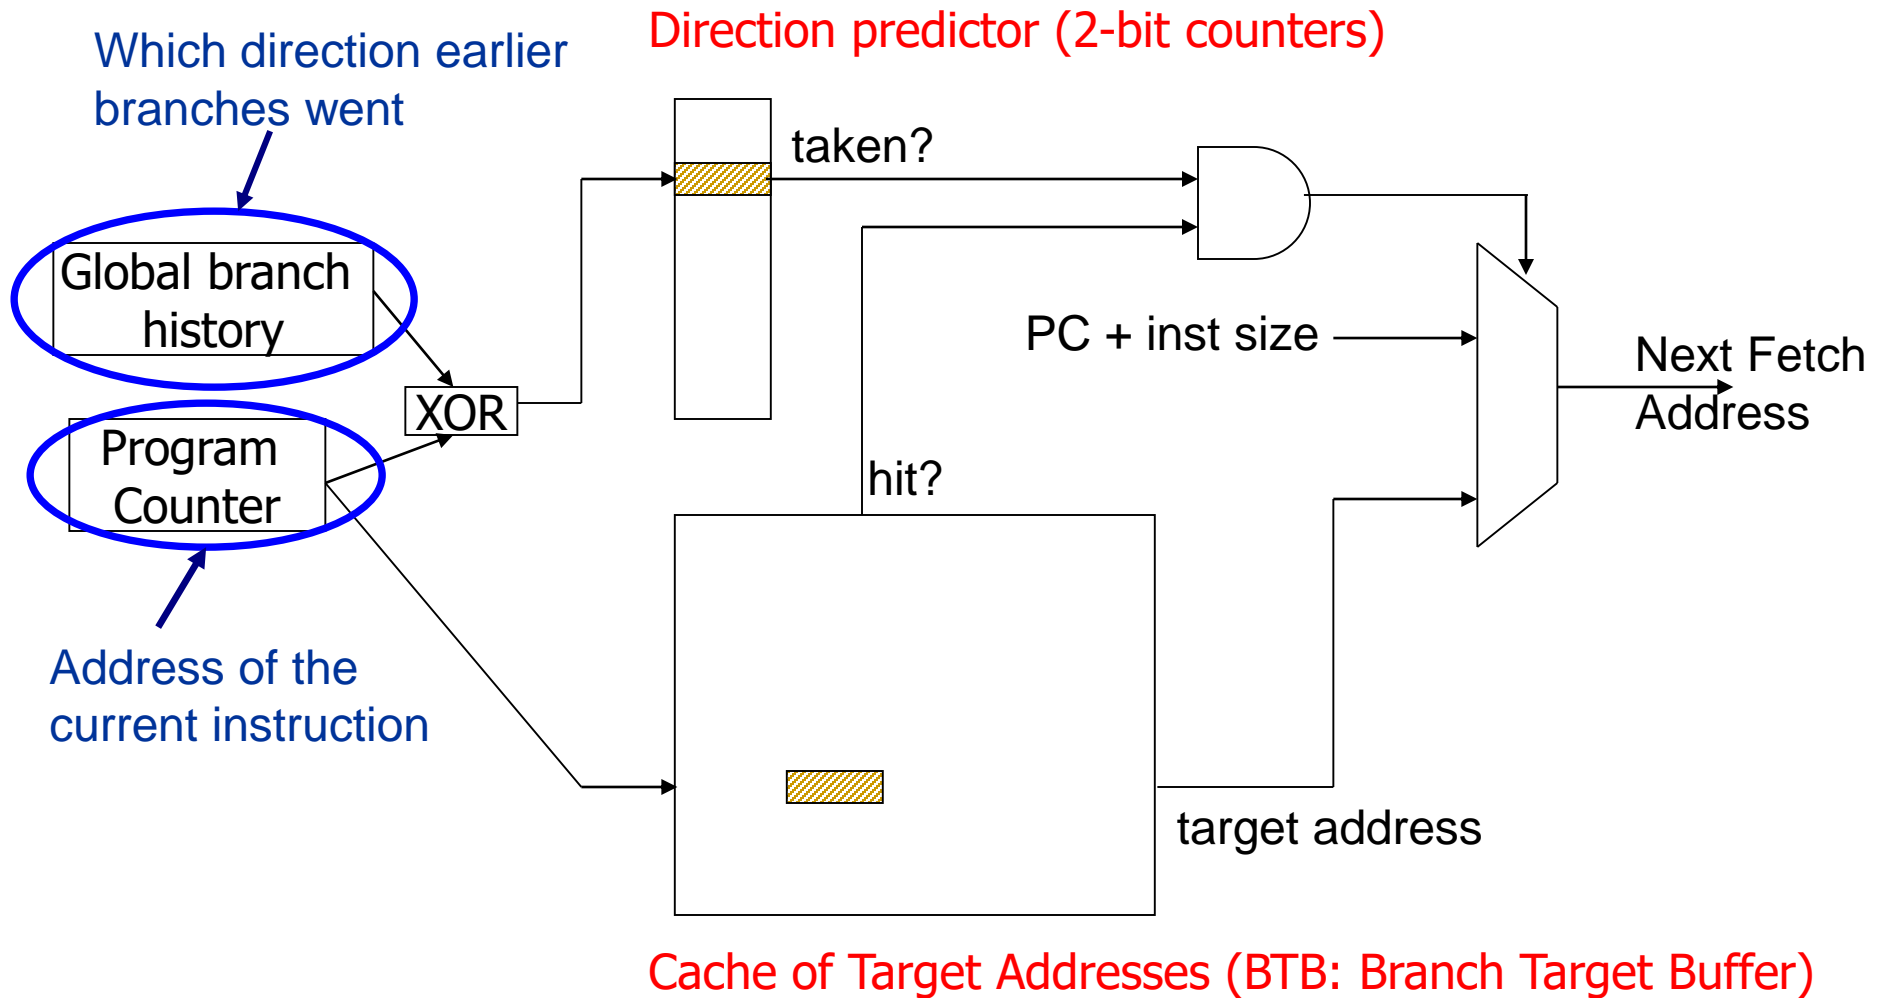 Direction predictor (2-bit counters)
Which direction earlier
branches went
taken?
Global branch
history
PC + inst size
Next Fetch
Address
XOR
Program
Counter
hit?
Address of the
current instruction
target address
Cache of Target Addresses (BTB: Branch Target Buffer)